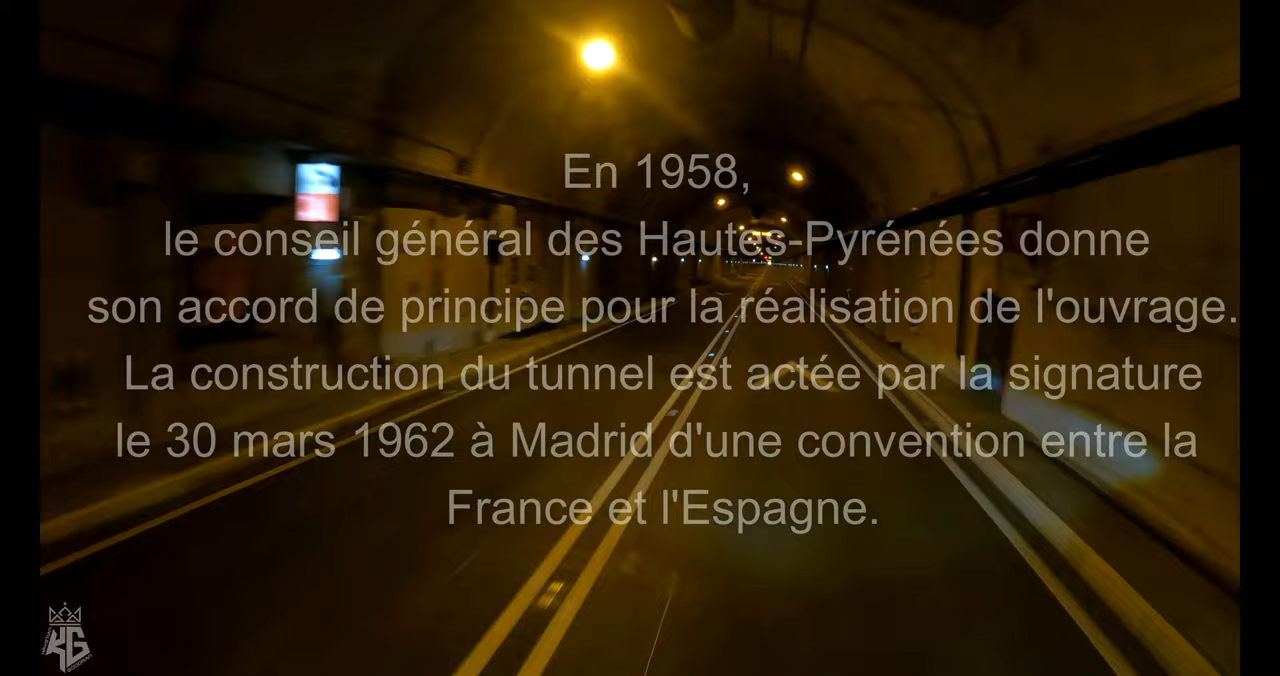 En 1958,
le conseil général des Hautes-Pyrénées donne
son accord de principe pour la réalisation de l'ouvrage.
La construction du tunnel est actée par la signature
le 30 mars 1962 à Madrid d'une convention entre la
France et l'Espagne.